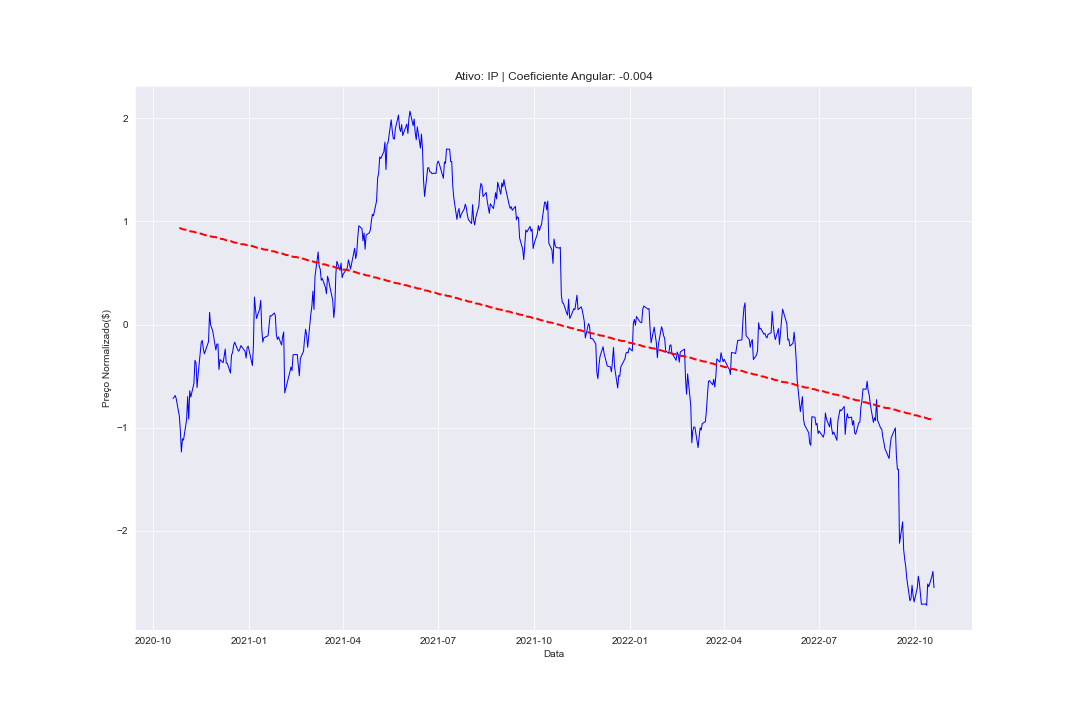 Ativo: IP | Coeficiente Angular: -0.004
Preço Normalizado($)
2
1
0
−1
−2
2020-10 2021-01 2021-04 2021-07 2021-10 2022-01 2022-04 2022-07 2022-10
Data